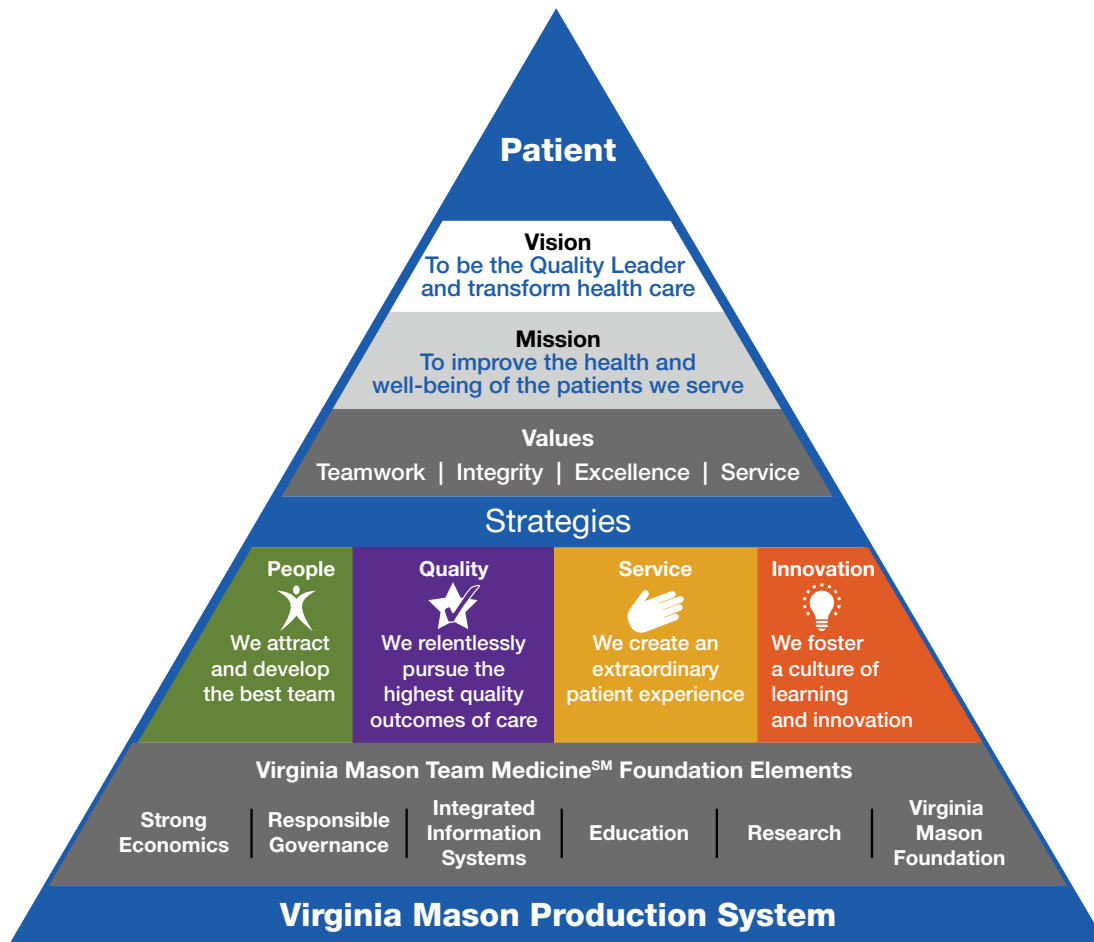 Patient
Vision
To be the Quality Leader
and transform health care
Mission
To improve the health and
well-being of the patients we serve
Values
Teamwork | Integrity | Excellence | Service
Strategies
People
We attract
and develop
the best team
Quality
We relentlessly
pursue the
highest quality
outcomes of care
Service
We create an
extraordinary
patient experience
Innovation
We foster
a culture of
learning
and innovation
Virginia Mason Team Medicine℠ Foundation Elements
Strong
Economics
Responsible
Governance
Integrated
Information
Systems
Education
Research
Virginia
Mason
Foundation
Virginia Mason Production System